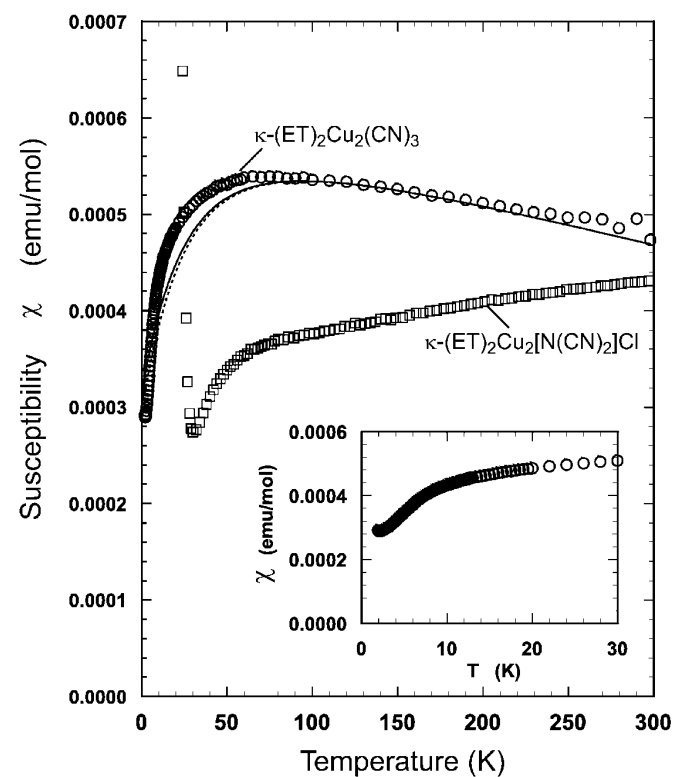 0.0007
0.0006
0.0005
0.0004
0.0003
0.0002
0.0001
0.0000
Susceptibility χ (emu/mol)
κ-(ET)2Cu2(CN)3
κ-(ET)2Cu2[N(CN)2]Cl
0.0006
0.0004
0.0002
0.0000
χ (emu/mol)
0 10 20 30
T (K)
0 50 100 150 200 250 300
Temperature (K)